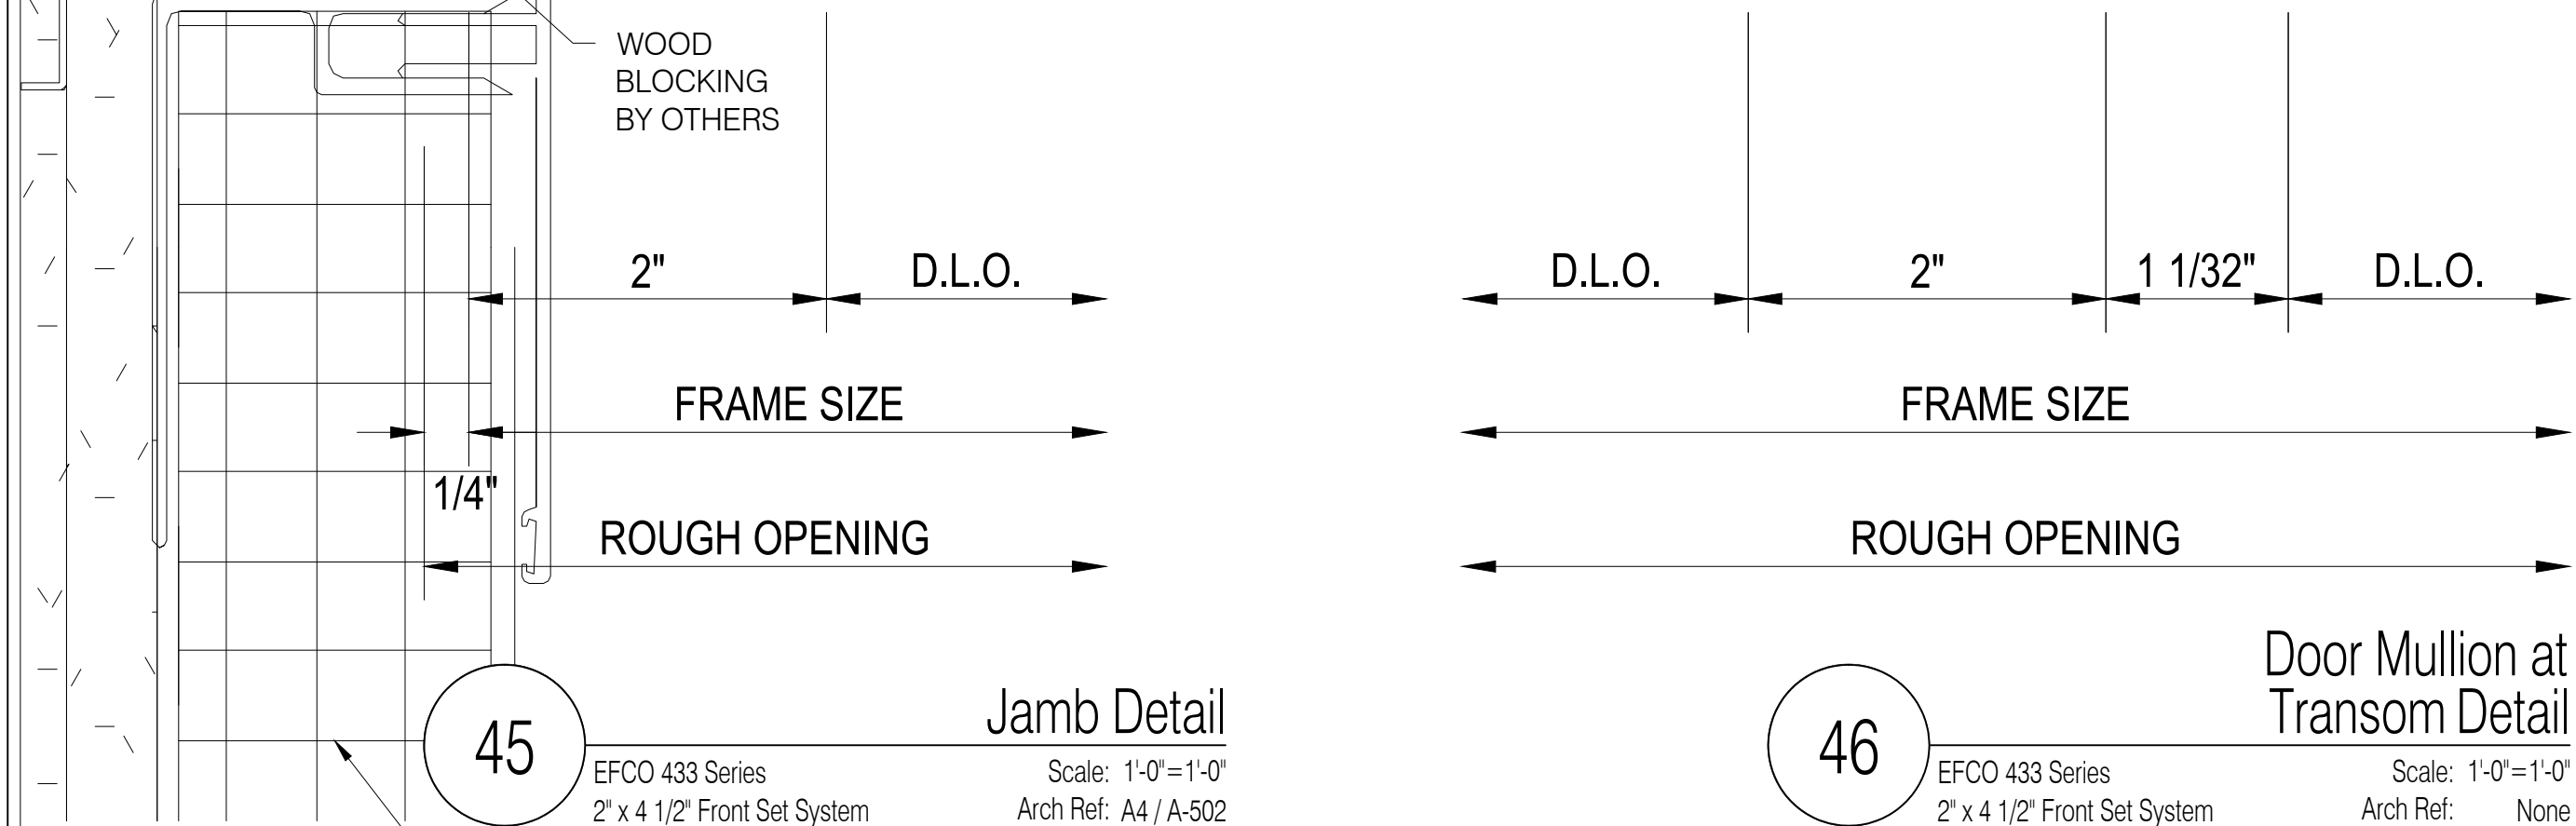 WOOD
BLOCKING
BY OTHERS
2" D.L.O.
FRAME SIZE
1/4"
ROUGH OPENING
45
Jamb Detail
EFCO 433 Series
2" x 4 1/2" Front Set System
Scale: 1'-0"=1'-0"
Arch Ref: A4 / A-502
D.L.O. 2" 1 1/32" D.L.O.
FRAME SIZE
ROUGH OPENING
46
Door Mullion at
Transom Detail
EFCO 433 Series
2" x 4 1/2" Front Set System
Scale: 1'-0"=1'-0"
Arch Ref: None